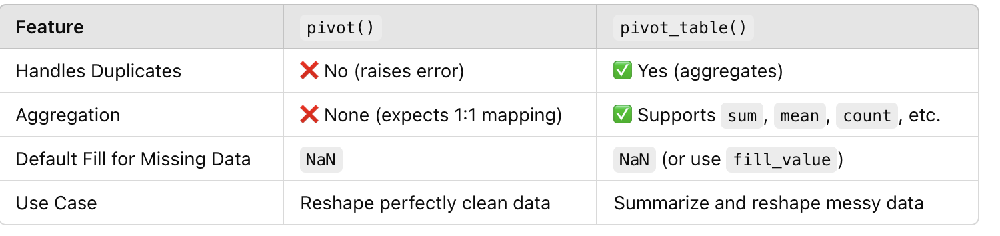 Feature pivot() pivot_table()
Handles Duplicates ❌ No (raises error) ✅ Yes (aggregates)
Aggregation ❌ None (expects 1:1 mapping) ✅ Supports sum, mean, count, etc.
Default Fill for Missing Data NaN NaN (or use fill_value)
Use Case Reshape perfectly clean data Summarize and reshape messy data